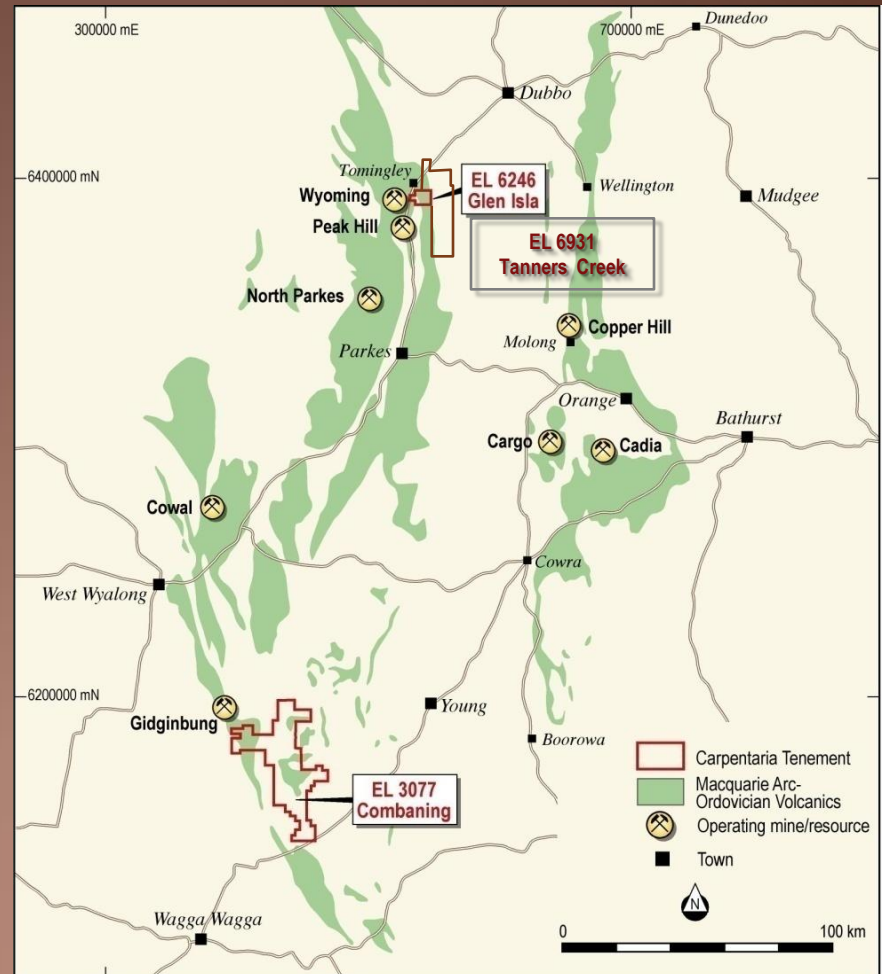 300000 mE
700000 mE
Dunedoo
Dubbo
6400000 mN
Tomingley
EL 6246
Glen Isla
Wellington
Mudgee
Wyoming
Peak Hill
EL 6931
Tanners Creek
North Parkes
Copper Hill
Molong
Parkes
Orange
Bathurst
Cargo
Cadia
Cowal
Cowra
West Wyalong
6200000 mN
Gidginbung
Young
Boorowa
EL 3077
Combaning
Carpentaria Tenement
Macquarie Arc-
Ordovician Volcanics
Operating mine/resource
Town
N
Wagga Wagga
0
100 km